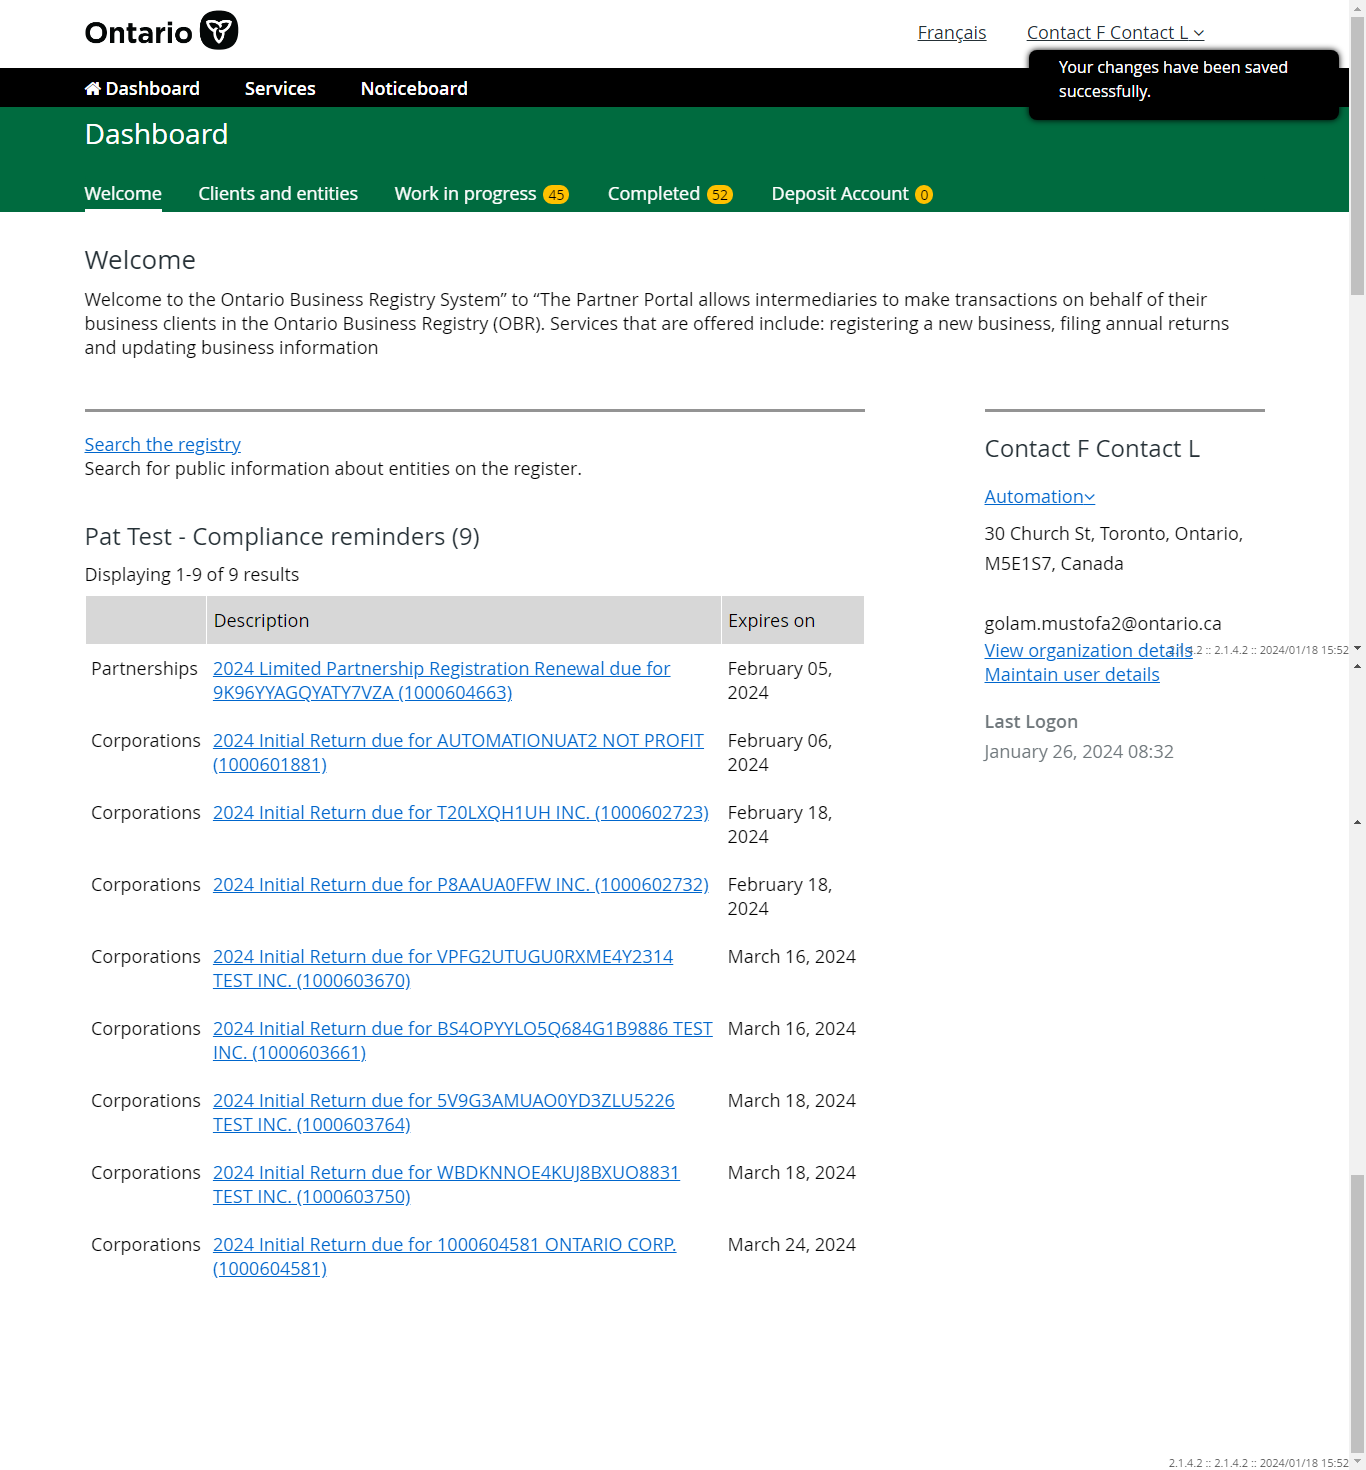 Ontario
Français
Contact F Contact L
Your changes have been saved
successfully.
Dashboard
Services
Noticeboard
Dashboard
Welcome
Clients and entities
Work in progress 45
Completed 52
Deposit Account 0
Welcome
Welcome to the Ontario Business Registry System” to “The Partner Portal allows intermediaries to make transactions on behalf of their
business clients in the Ontario Business Registry (OBR). Services that are offered include: registering a new business, filing annual returns
and updating business information
Search the registry
Search for public information about entities on the register.
Pat Test - Compliance reminders (9)
Displaying 1-9 of 9 results
Description
Expires on
Partnerships
2024 Limited Partnership Registration Renewal due for
9K96YYAGQYATY7VZA (1000604663)
February 05,
2024
Corporations
2024 Initial Return due for AUTOMATIONUAT2 NOT PROFIT
(1000601881)
February 06,
2024
Corporations
2024 Initial Return due for T20LXQH1UH INC. (1000602723)
February 18,
2024
Corporations
2024 Initial Return due for P8AAUA0FFW INC. (1000602732)
February 18,
2024
Corporations
2024 Initial Return due for VPFG2UTUGU0RXME4Y2314
TEST INC. (1000603670)
March 16, 2024
Corporations
2024 Initial Return due for BS4OPYYLO5Q684G1B9886 TEST
INC. (1000603661)
March 16, 2024
Corporations
2024 Initial Return due for 5V9G3AMUAO0YD3ZLU5226
TEST INC. (1000603764)
March 18, 2024
Corporations
2024 Initial Return due for WBDKNNOE4KUJ8BXUO8831
TEST INC. (1000603750)
March 18, 2024
Corporations
2024 Initial Return due for 1000604581 ONTARIO CORP.
(1000604581)
March 24, 2024
Contact F Contact L
Automation
30 Church St, Toronto, Ontario,
M5E1S7, Canada
golam.mustofa2@ontario.ca
View organization details
2.1.4.2 :: 2.1.4.2 :: 2024/01/18 15:52
Maintain user details
Last Logon
January 26, 2024 08:32
2.1.4.2 :: 2.1.4.2 :: 2024/01/18 15:52